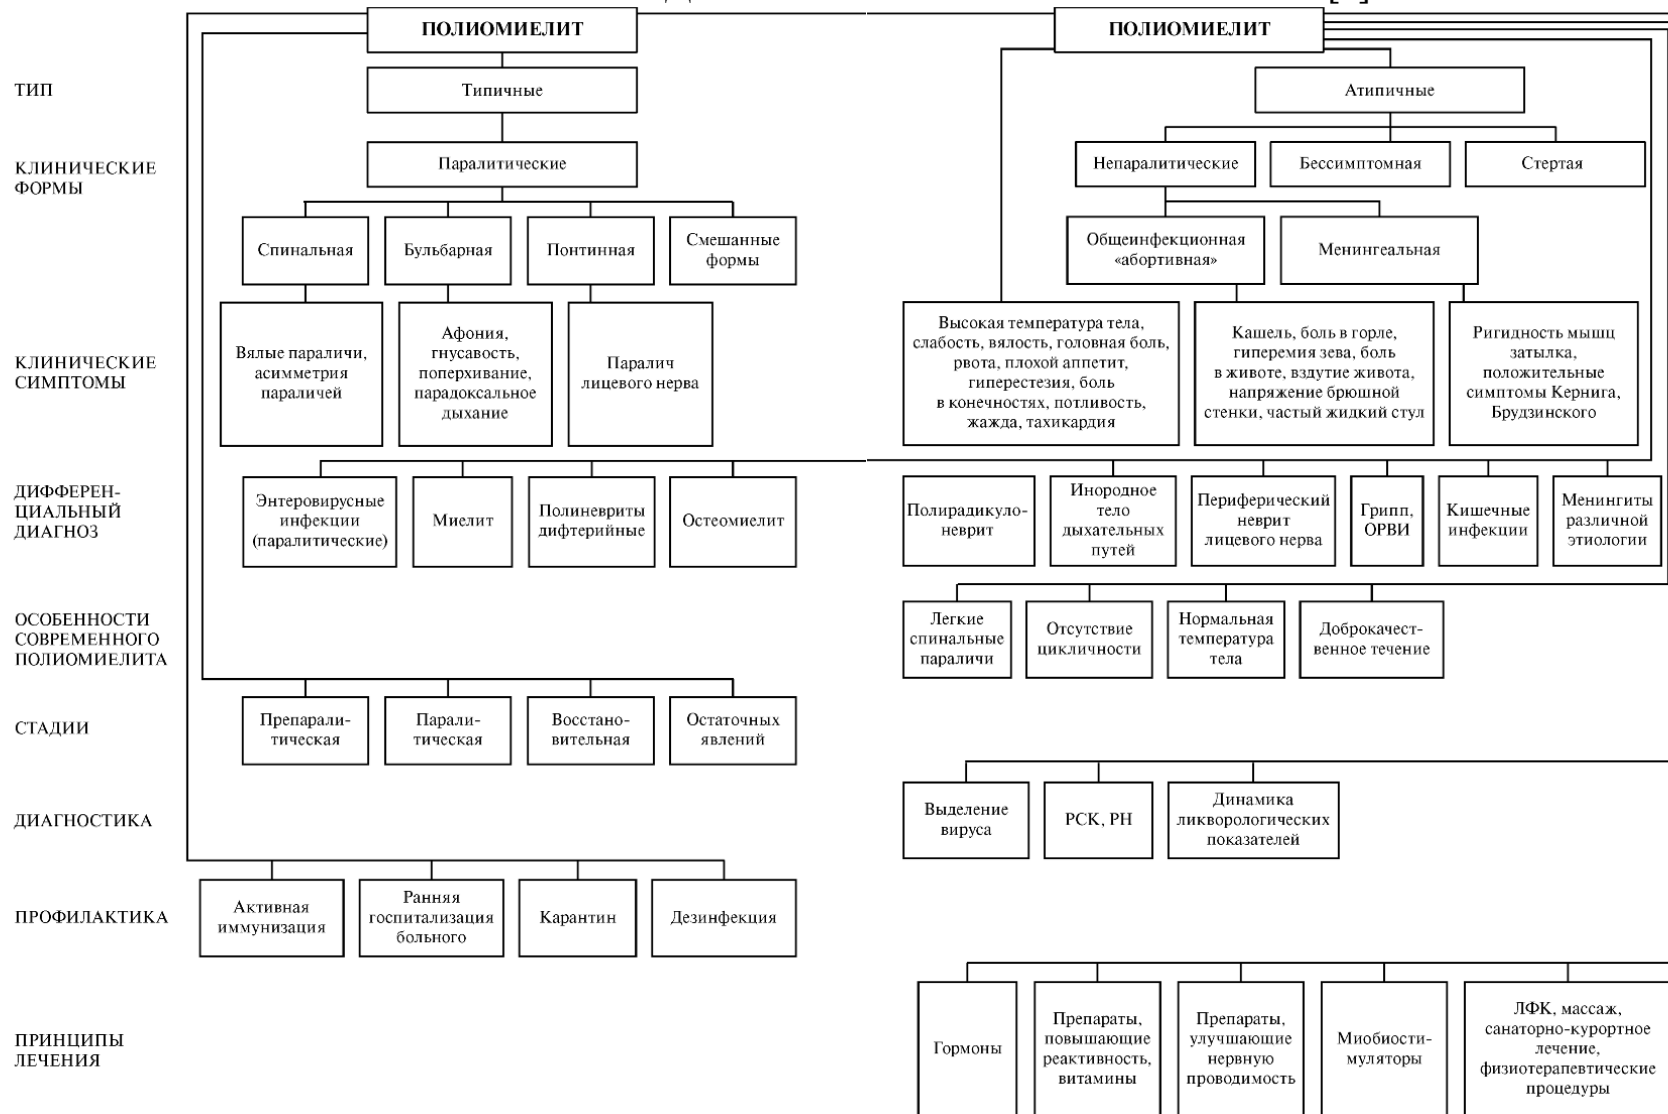 ПОЛИОМИЕЛИТ
ПОЛИОМИЕЛИТ
ТИП
Типичные
Атипичные
КЛИНИЧЕСКИЕ
ФОРМЫ
Паралитические
Непаралитические
Бессимптомная
Стертая
Спинальная
Бульбарная
Понтинная
Смешанные
формы
Общеинфекционная
«абортивная»
Менингеальная
КЛИНИЧЕСКИЕ
СИМПТОМЫ
Вялые параличи,
асимметрия
параличей
Афония,
гнусавость,
поперхивание,
парадоксальное
дыхание
Паралич
лицевого нерва
Высокая температура тела,
слабость, вялость, головная боль,
рвота, плохой аппетит,
гиперестезия, боль
в конечностях, потливость,
жажда, тахикардия
Кашель, боль в горле,
гиперемия зева, боль
в животе, вздутие живота,
напряжение брюшной
стенки, частый жидкий стул
Ригидность мышц
затылка,
положительные
симптомы Кернига,
Брудзинского
ДИФФЕРЕН-
ЦИАЛЬНЫЙ
ДИАГНОЗ
Энтеровирусные
инфекции
(паралитические)
Миелит
Полиневриты
дифтерийные
Остеомиелит
Полирадикуло-
неврит
Инородное
тело
дыхательных
путей
Периферический
неврит
лицевого нерва
Грипп,
ОРВИ
Кишечные
инфекции
Менингиты
различной
этиологии
ОСОБЕННОСТИ
СОВРЕМЕННОГО
ПОЛИОМИЕЛИТА
Легкие
спинальные
параличи
Отсутствие
цикличности
Нормальная
температура
тела
Доброкачест-
венное течение
СТАДИИ
Препарали-
тическая
Парали-
тическая
Восстано-
вительная
Остаточных
явлений
ДИАГНОСТИКА
Выделение
вируса
РСК, РН
Динамика
ликворологических
показателей
ПРОФИЛАКТИКА
Активная
иммунизация
Ранняя
госпитализация
больного
Карантин
Дезинфекция
ПРИНЦИПЫ
ЛЕЧЕНИЯ
Гормоны
Препараты,
повышающие
реактивность,
витамины
Препараты,
улучшающие
нервную
проводимость
Миобиости-
муляторы
ЛФК, массаж,
санаторно-курортное
лечение,
физиотерапевтические
процедуры